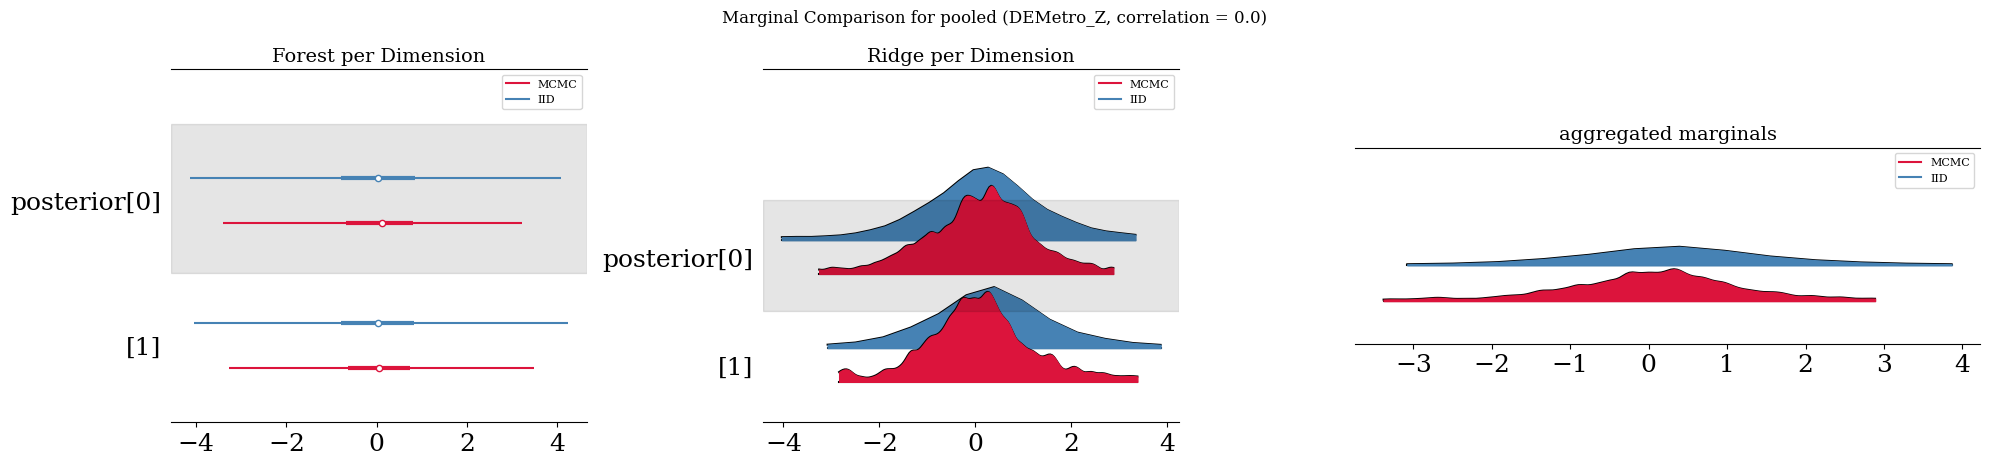 Marginal Comparison for pooled (DEMetro_Z, correlation = 0.0)
Forest per Dimension
MCMC
IID
posterior[0]
[1]
−4 −2 0 2 4
Ridge per Dimension
MCMC
IID
posterior[0]
[1]
−4 −2 0 2 4
aggregated marginals
MCMC
IID
−3 −2 −1 0 1 2 3 4